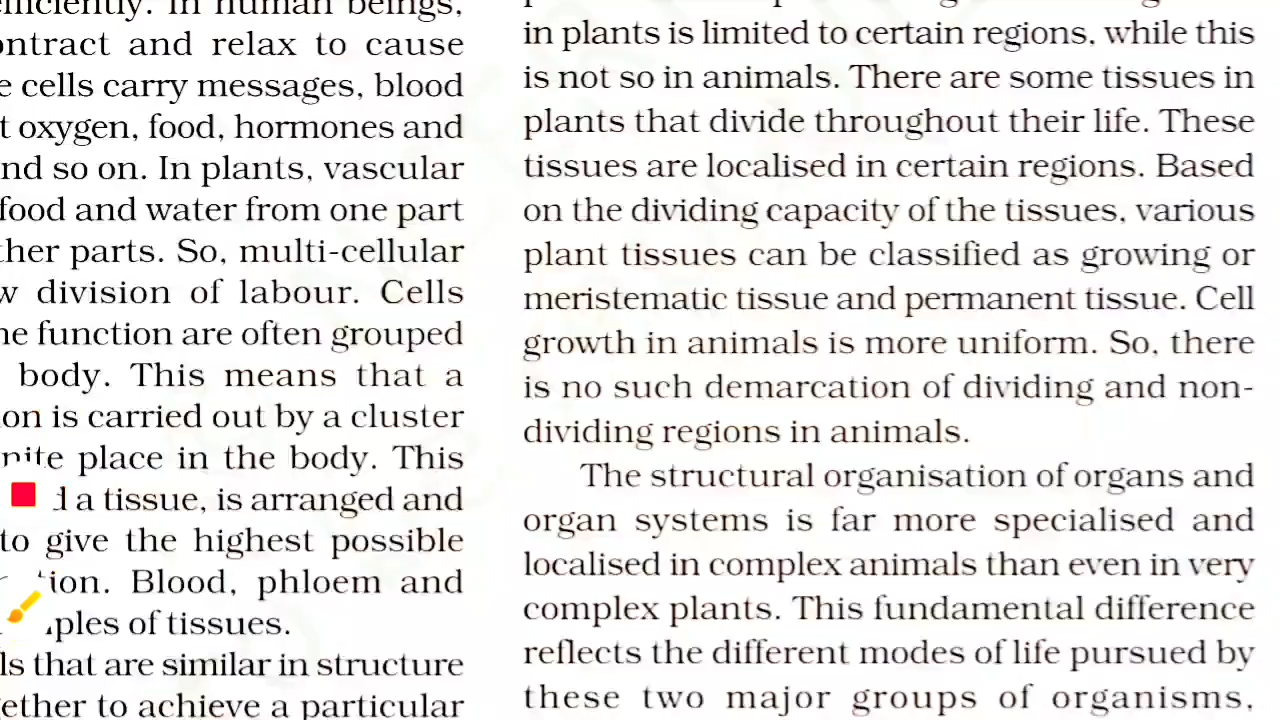 efficiently. In human beings,
contract and relax to cause
cells carry messages, blood
oxygen, food, hormones and
and so on. In plants, vascular
food and water from one part
other parts. So, multi-cellular
division of labour. Cells
function are often grouped
body. This means that a
is carried out by a cluster
place in the body. This
a tissue, is arranged and
to give the highest possible
Blood, phloem and
of tissues.
that are similar in structure
together to achieve a particular
in plants is limited to certain regions, while this
is not so in animals. There are some tissues in
plants that divide throughout their life. These
tissues are localised in certain regions. Based
on the dividing capacity of the tissues, various
plant tissues can be classified as growing or
meristematic tissue and permanent tissue. Cell
growth in animals is more uniform. So, there
is no such demarcation of dividing and non-
dividing regions in animals.
The structural organisation of organs and
organ systems is far more specialised and
localised in complex animals than even in very
complex plants. This fundamental difference
reflects the different modes of life pursued by
these two major groups of organisms,